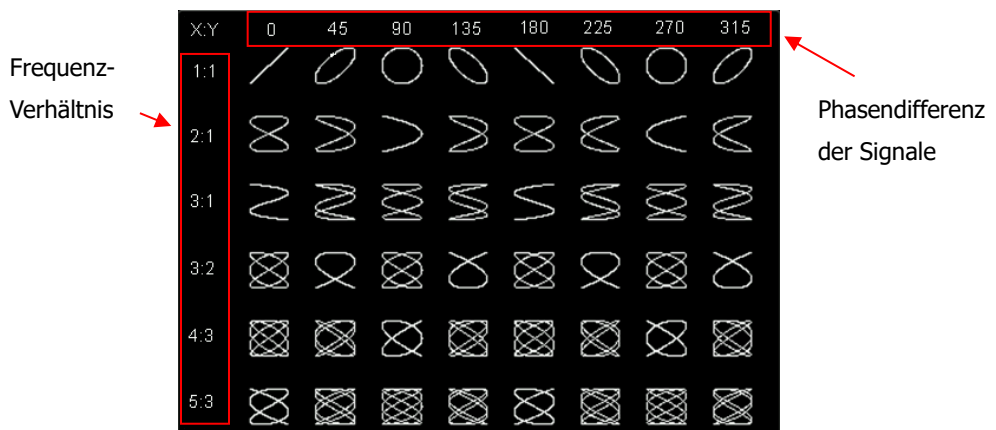 X:Y 0 45 90 135 180 225 270 315
Frequenz-
Verhältnis
1:1
2:1
3:1
3:2
4:3
5:3
Phasendifferenz
der Signale